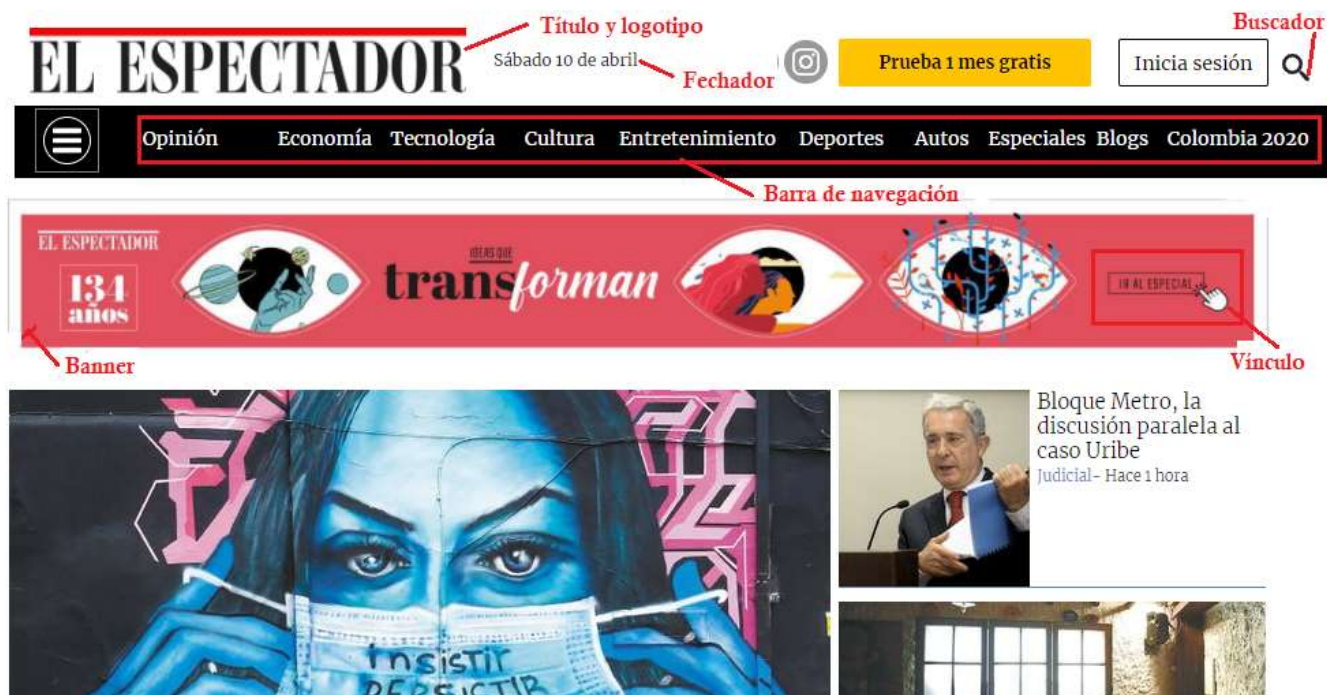 Título y logotipo
Buscador
EL ESPECTADOR
Sábado 10 de abril
Fechador
Prueba 1 mes gratis
Inicia sesión
Opinión Economía Tecnología Cultura Entretenimiento Deportes Autos Especiales Blogs Colombia 2020
Barra de navegación
EL ESPECTADOR
134
años
IDEAS QUE
transforman
IR AL ESPECIAL
Banner
Vínculo
Bloque Metro, la
discusión paralela al
caso Uribe
Judicial- Hace 1 hora
InsisTir
PERSISTIR